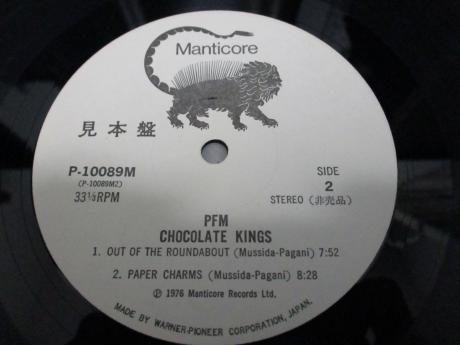 Manticore
見本盤
P-10089M
(P-10089M2)
33⅓RPM
SIDE
2
STEREO (非売品)
PFM
CHOCOLATE KINGS
1. OUT OF THE ROUNDABOUT (Mussida-Pagani) 7:52
2. PAPER CHARMS (Mussida-Pagani) 8:28
Ⓟ 1976 Manticore Records Ltd.
MADE BY WARNER-PIONEER CORPORATION, JAPAN.